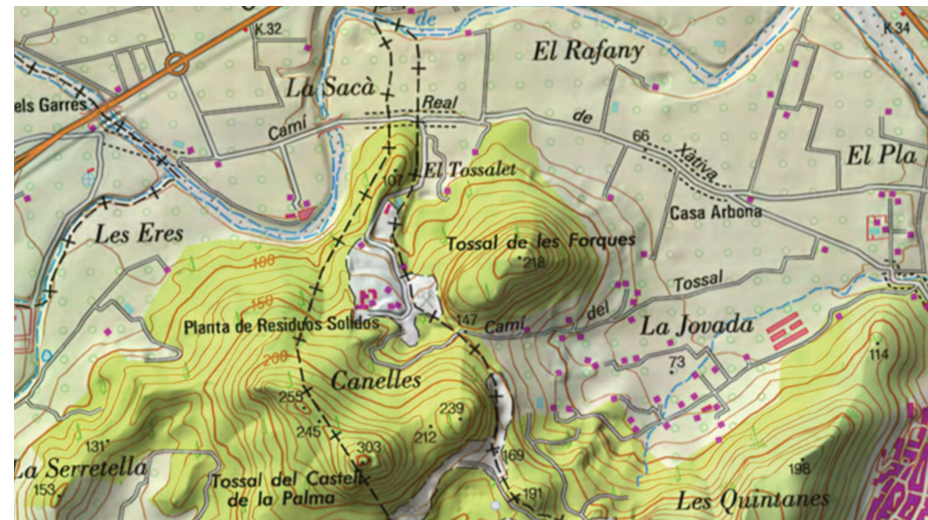 de
K.32
K.34
El Rafany
La Sacà
els Garres
Real
Camí
de
66
Xativa
El Pla
El Tossalet
107
Casa Arbona
Les Eres
Tossal de les Forques
100
218
Tossal
150
del
Planta de Residuos Solidos
147
Camí
La Jovada
200
73
114
Canelles
255
239
245
212
131
303
169
La Serretella
198
Tossal del Castell
153
191
de la Palma
Les Quintanes